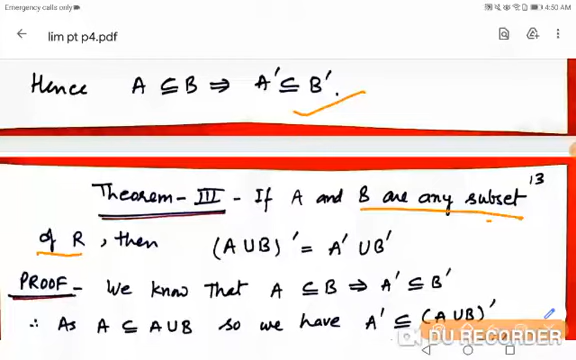 Emergency calls only
4:50 AM
lim pt p4.pdf
Hence A ⊆ B ⇒ A' ⊆ B'.
13
Theorem-III - If A and B are any subset
of R, then (A ∪ B)' = A' ∪ B'
PROOF- We know that A ⊆ B ⇒ A' ⊆ B'
∴ As A ⊆ A ∪ B so we have A' ⊆ (A ∪ B)'
DU RECORDER